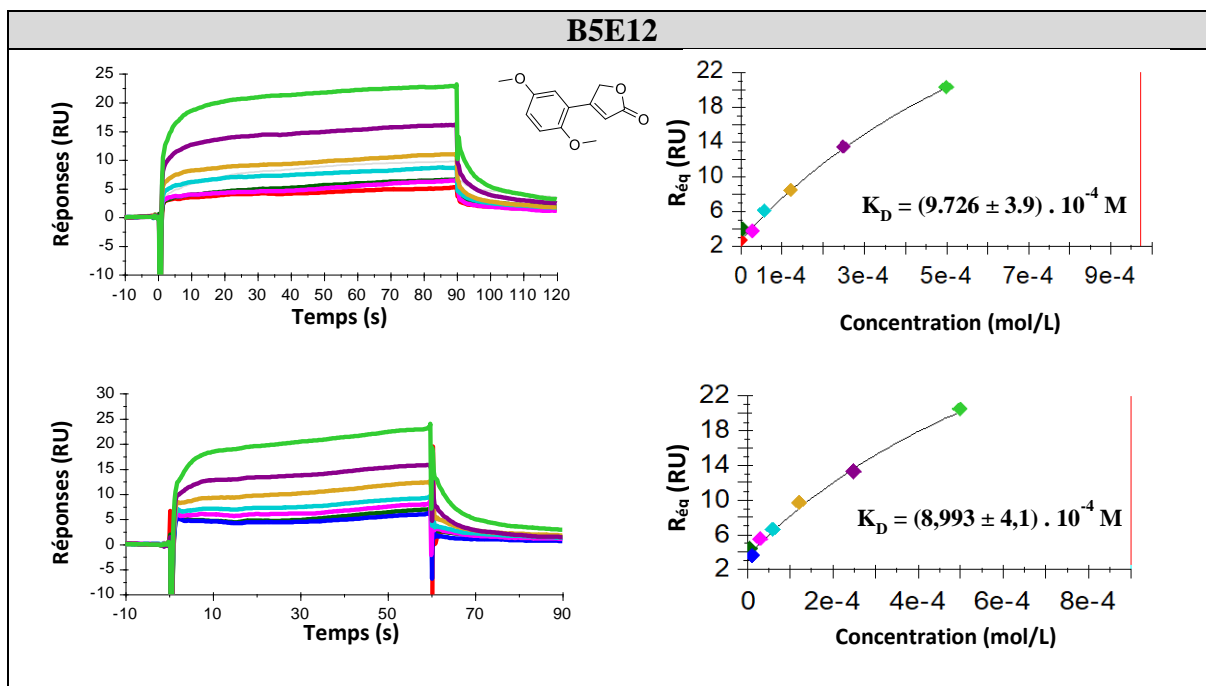 B5E12
Réponses (RU)
25
20
15
10
5
0
-5
-10
-10 0 10 20 30 40 50 60 70 80 90 100 110 120
Temps (s)
O
O
O
O
R éq (RU)
22
18
14
10
6
2
K D = (9.726 ± 3.9) . 10 -4 M
0 1e-4 3e-4 5e-4 7e-4 9e-4
Concentration (mol/L)
Réponses (RU)
30
25
20
15
10
5
0
-5
-10
-10 10 30 50 70 90
Temps (s)
R éq (RU)
22
18
14
10
6
2
K D = (8,993 ± 4,1) . 10 -4 M
0 2e-4 4e-4 6e-4 8e-4
Concentration (mol/L)